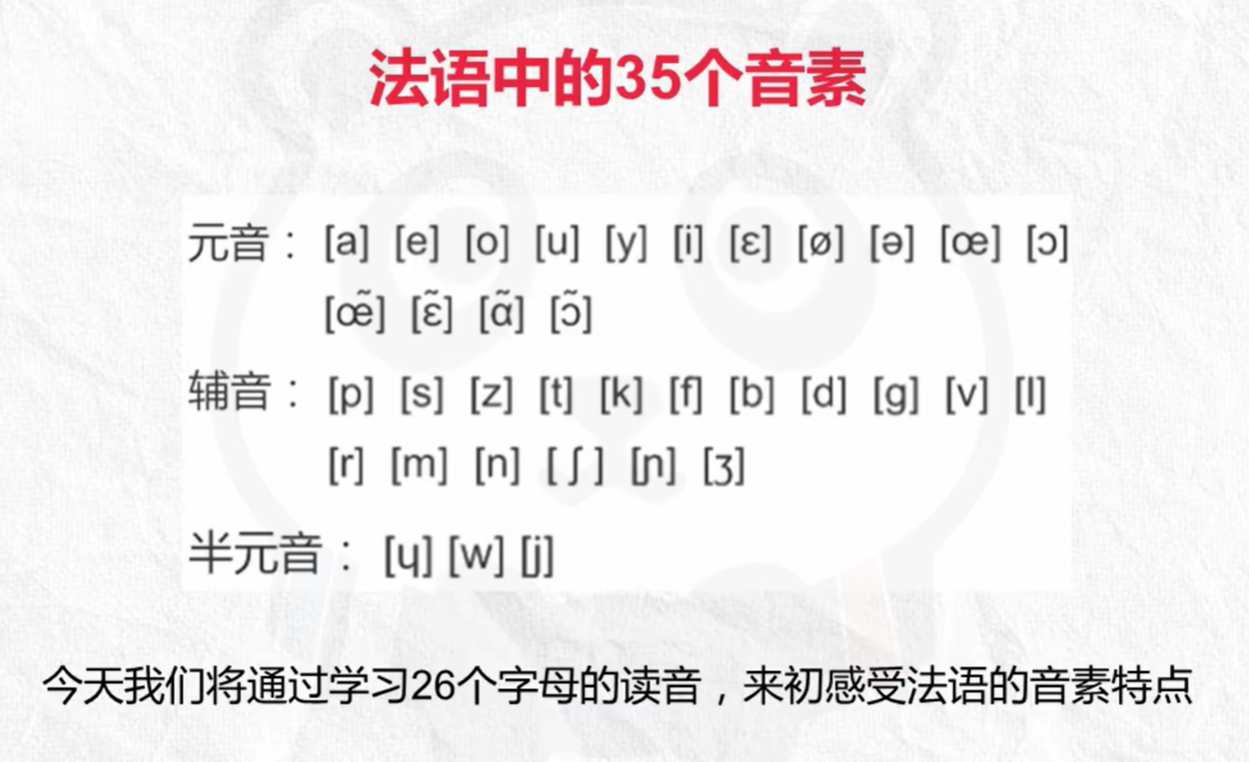 法语中的35个音素
元音： [a] [e] [o] [u] [y] [i] [ε] [ø] [ə] [œ] [ɔ]
[œ̃] [ε̃] [ɑ̃] [ɔ̃]
辅音： [p] [s] [z] [t] [k] [f] [b] [d] [g] [v] [l]
[r] [m] [n] [ ʃ ] [ɲ] [ʒ]
半元音： [ɥ] [w] [j]
今天我们将通过学习26个字母的读音，来初感受法语的音素特点